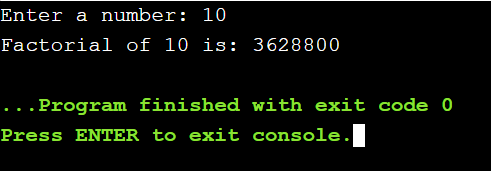 Enter a number: 10
Factorial of 10 is: 3628800
...Program finished with exit code 0
Press ENTER to exit console.